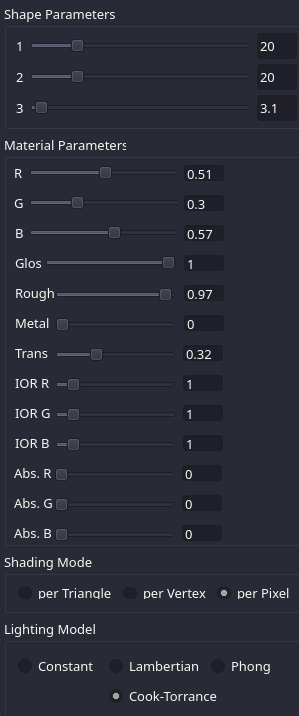 Shape Parameters
1 20
2 20
3 3.1
Material Parameters
R 0.51
G 0.3
B 0.57
Glos 1
Rough 0.97
Metal 0
Trans 0.32
IOR R 1
IOR G 1
IOR B 1
Abs. R 0
Abs. G 0
Abs. B 0
Shading Mode
per Triangle per Vertex per Pixel
Lighting Model
Constant Lambertian Phong
Cook-Torrance